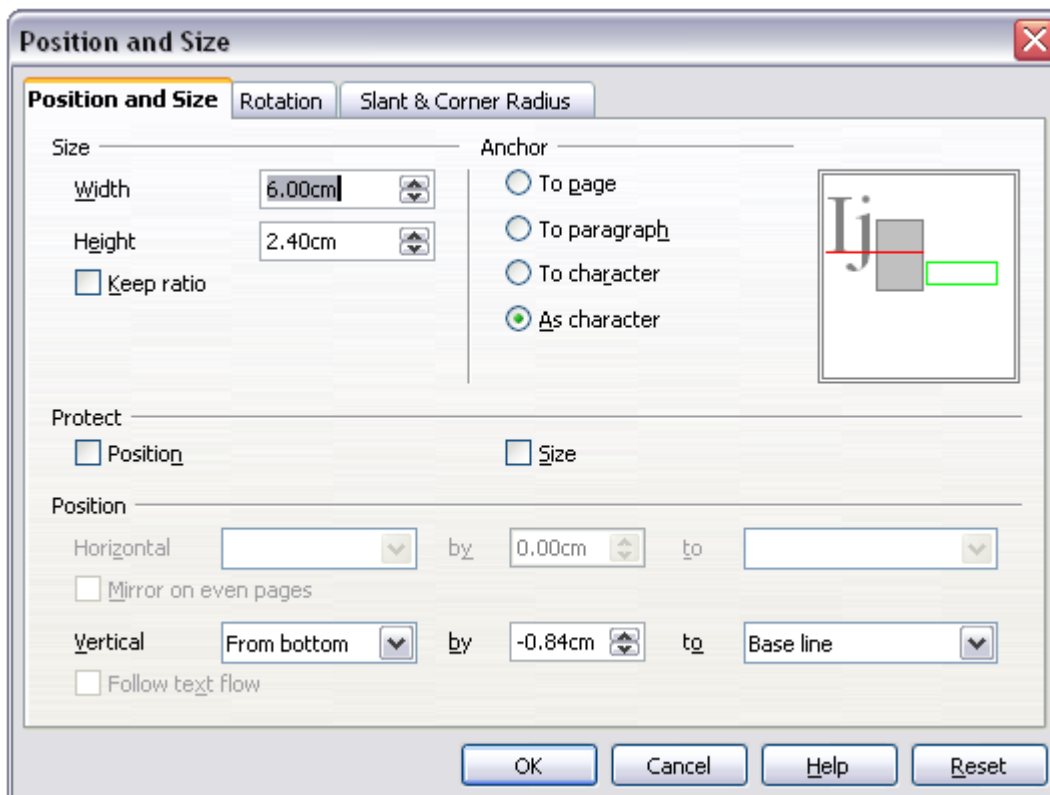 Position and Size
Position and Size Rotation Slant & Corner Radius
Size Anchor
Width 6.00cm To page
Height 2.40cm To paragraph
Keep ratio To character
As character
Ij
Protect
Position Size
Position
Horizontal by 0.00cm to
Mirror on even pages
Vertical From bottom by -0.84cm to Base line
Follow text flow
OK Cancel Help Reset